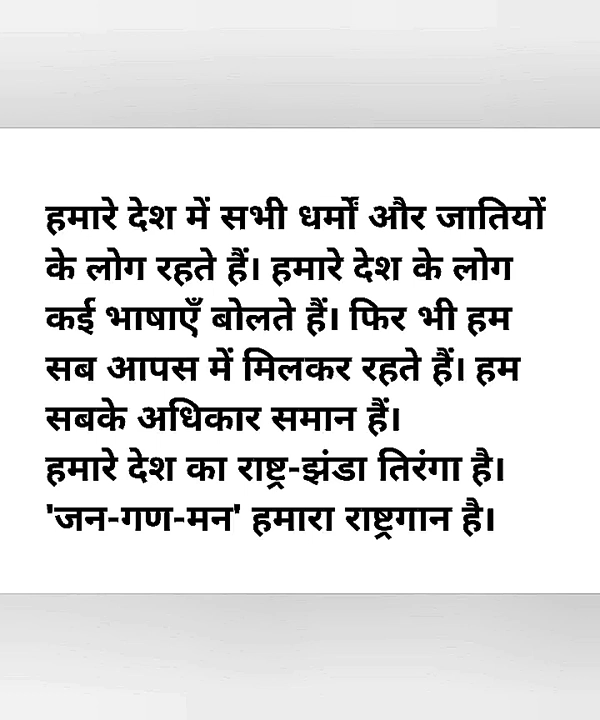 हमारे देश में सभी धर्मों और जातियों
के लोग रहते हैं। हमारे देश के लोग
कई भाषाएँ बोलते हैं। फिर भी हम
सब आपस में मिलकर रहते हैं। हम
सबके अधिकार समान हैं।
हमारे देश का राष्ट्र-झंडा तिरंगा है।
'जन-गण-मन' हमारा राष्ट्रगान है।